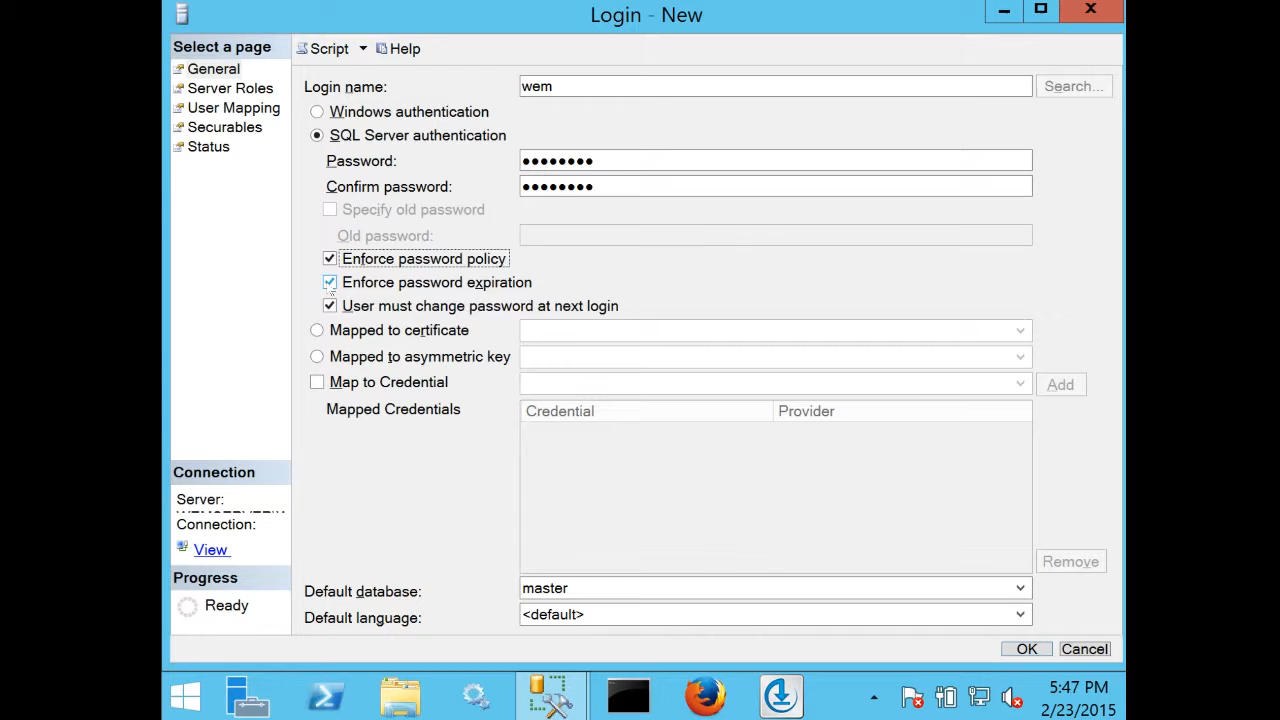 Login - New
Select a page
General
Server Roles
User Mapping
Securables
Status
Script
Help
Login name:
wem
Search...
Windows authentication
SQL Server authentication
Password:
●●●●●●●●
Confirm password:
●●●●●●●●
Specify old password
Old password:
Enforce password policy
Enforce password expiration
User must change password at next login
Mapped to certificate
Mapped to asymmetric key
Map to Credential
Add
Mapped Credentials
Credential
Provider
Remove
Default database:
master
Default language:
<default>
Connection
Server:
Connection:
View
Progress
Ready
OK
Cancel
5:47 PM
2/23/2015